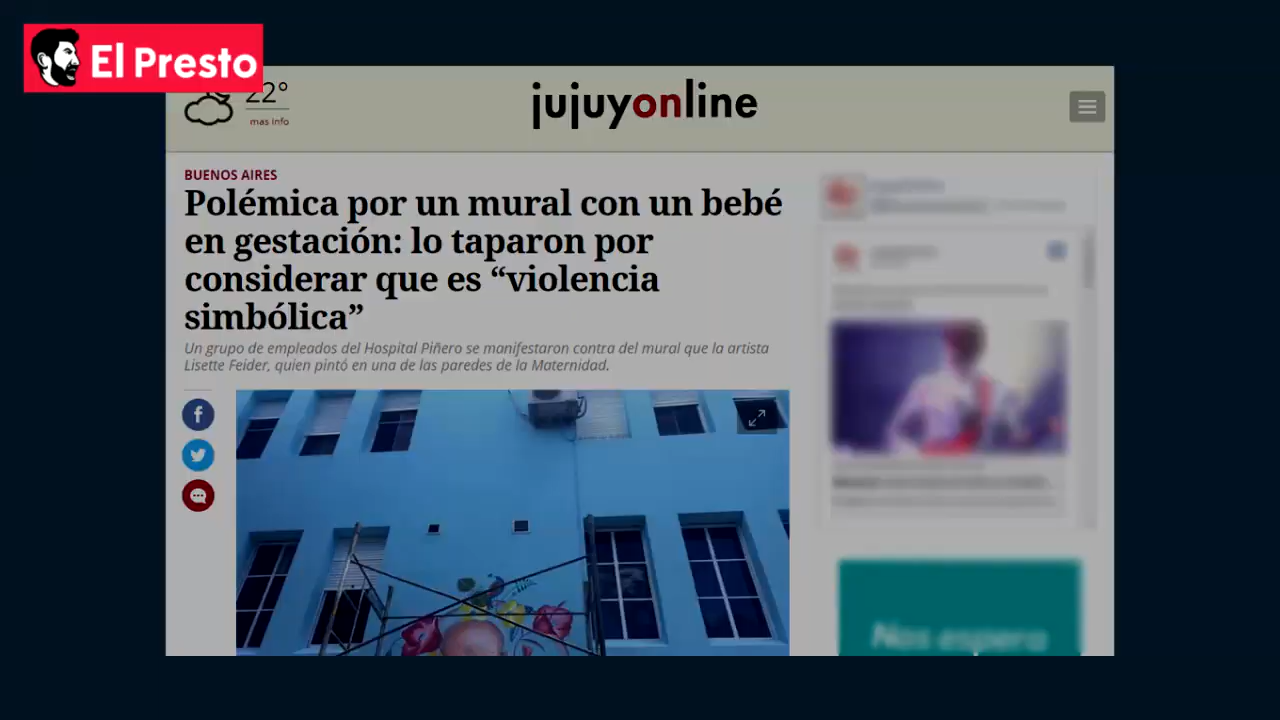 El Presto
22°
mas info
jujuyonline
BUENOS AIRES
Polémica por un mural con un bebé
en gestación: lo taparon por
considerar que es “violencia
simbólica”
Un grupo de empleados del Hospital Piñero se manifestaron contra del mural que la artista
Lisette Feider, quien pintó en una de las paredes de la Maternidad.
Nos espera